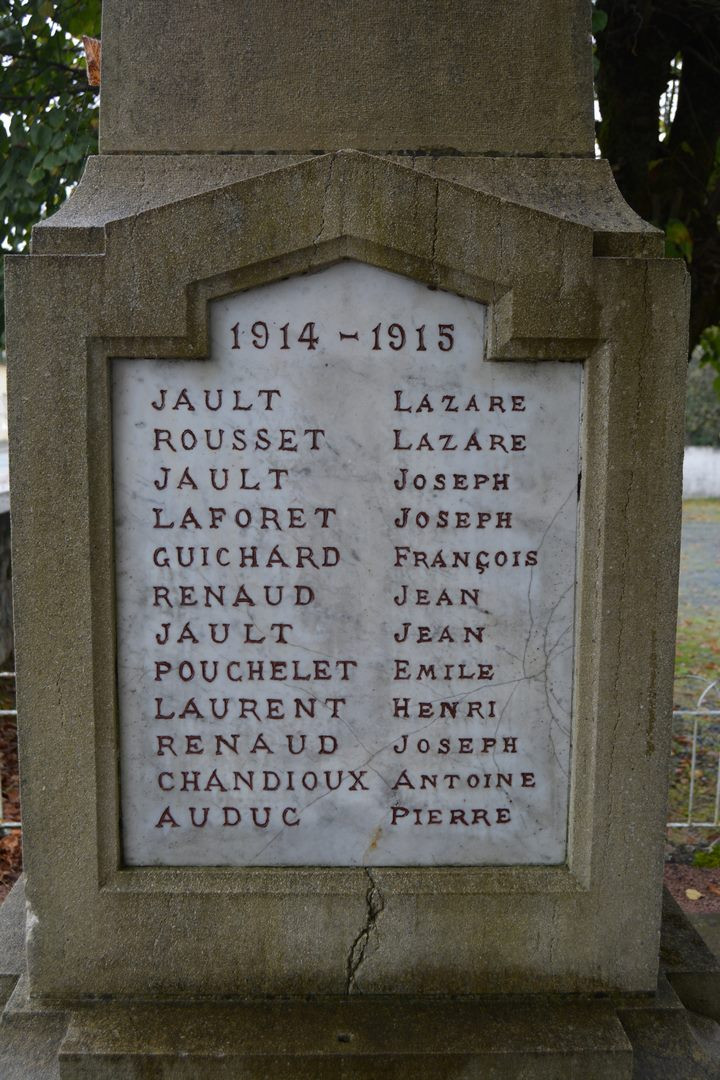 1914 - 1915
JAULT LAZARE
ROUSSET LAZARE
JAULT JOSEPH
LAFORET JOSEPH
GUICHARD FRANÇOIS
RENAUD JEAN
JAULT JEAN
POUCHELET EMILE
LAURENT HENRI
RENAUD JOSEPH
CHANDIOUX ANTOINE
AUDUC PIERRE